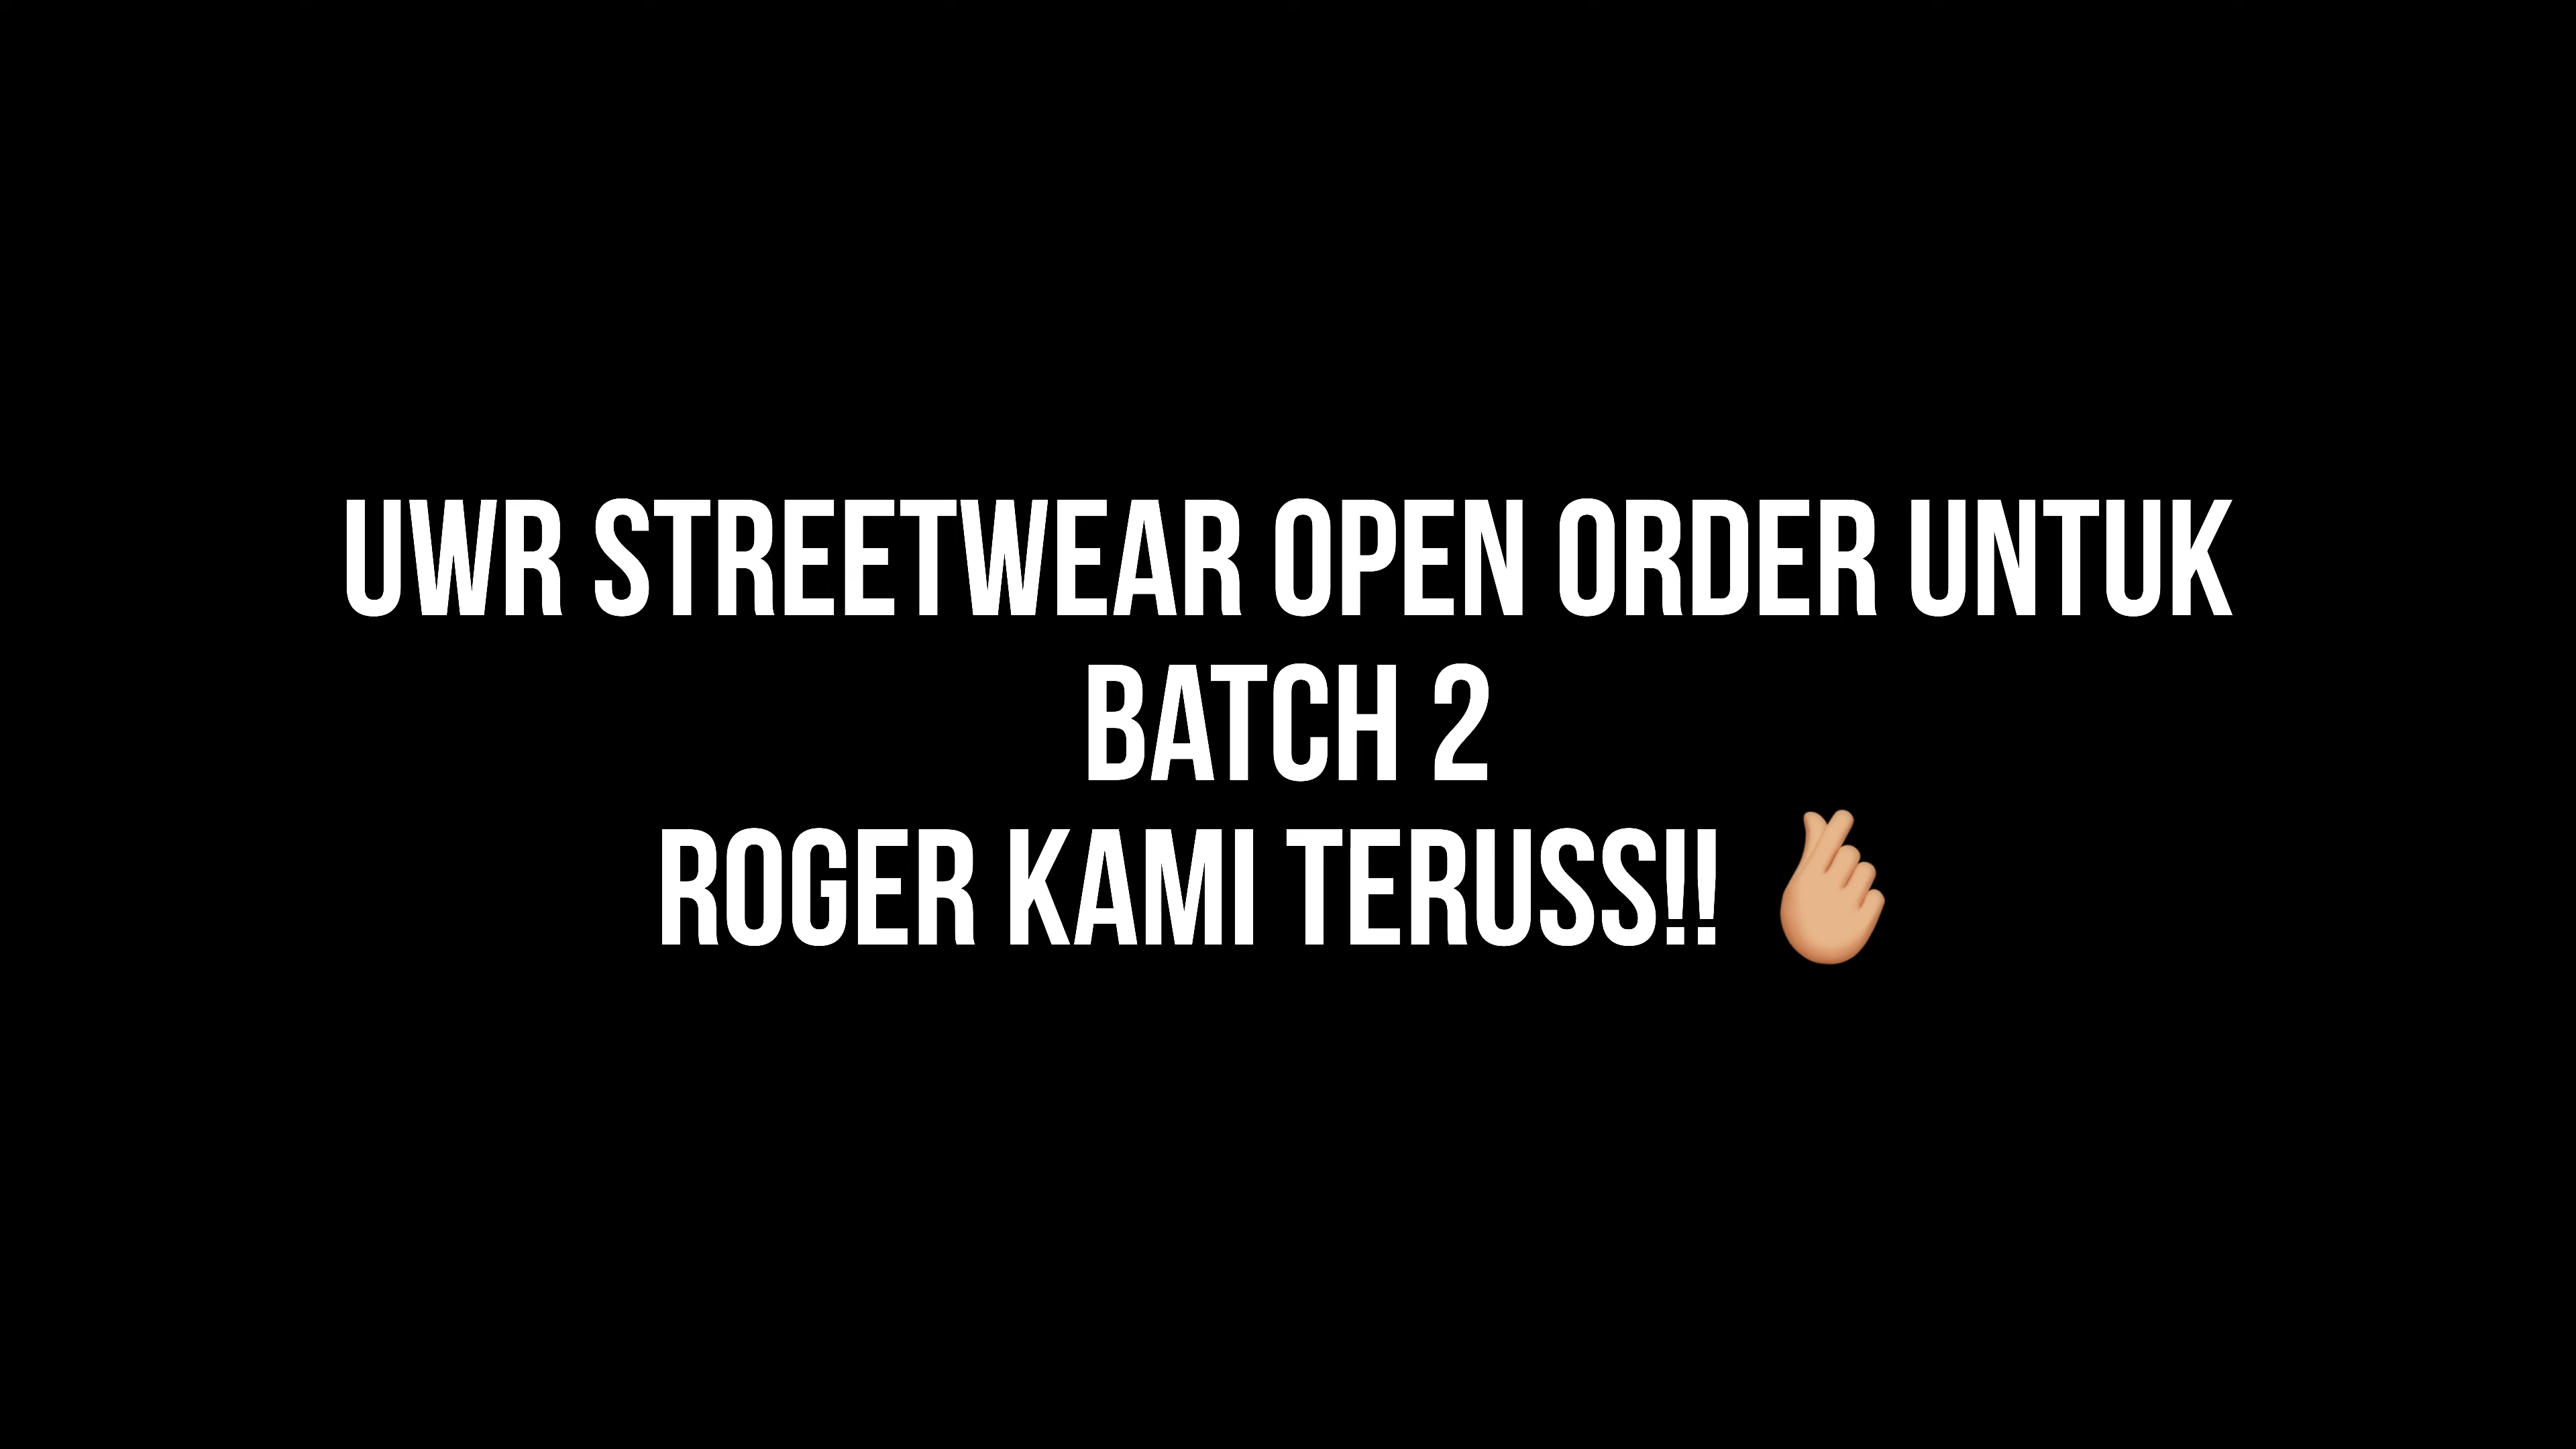 UWR STREETWEAR OPEN ORDER UNTUK
BATCH 2
ROGER KAMI TERUSS!! 🫰🏼